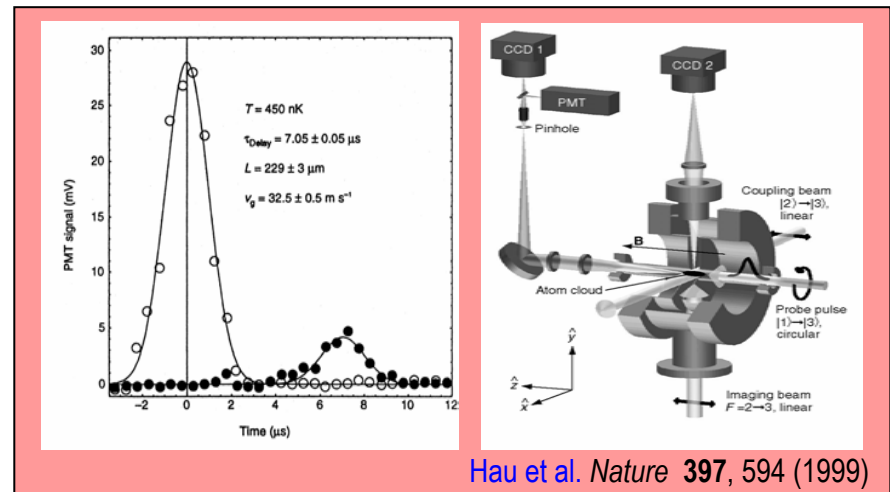 30
25
20
15
10
5
0
PMT signal (mV)
T = 450 nK
τDelay = 7.05 ± 0.05 μs
L = 229 ± 3 μm
vg = 32.5 ± 0.5 m s⁻¹
−2 0 2 4 6 8 10 12
Time (μs)
CCD 1
PMT
Pinhole
CCD 2
Coupling beam
|2⟩→|3⟩,
linear
B
Atom cloud
Probe pulse
|1⟩→|3⟩,
circular
ŷ
ẑ
x̂
Imaging beam
F =2→3, linear
Hau et al. Nature 397, 594 (1999)